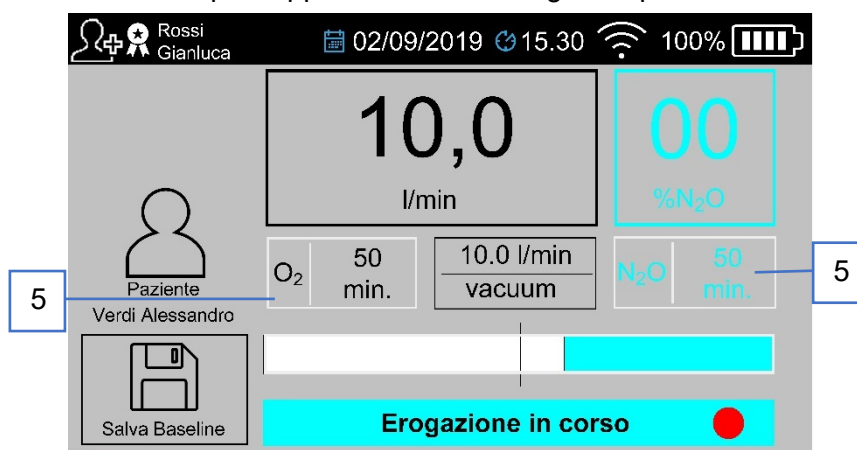 Rossi
Gianluca
02/09/2019
15.30
100%
10,0
l/min
00
%N₂O
O₂
50
min.
10.0 l/min
vacuum
N₂O
50
min.
5
5
Paziente
Verdi Alessandro
Salva Baseline
Erogazione in corso